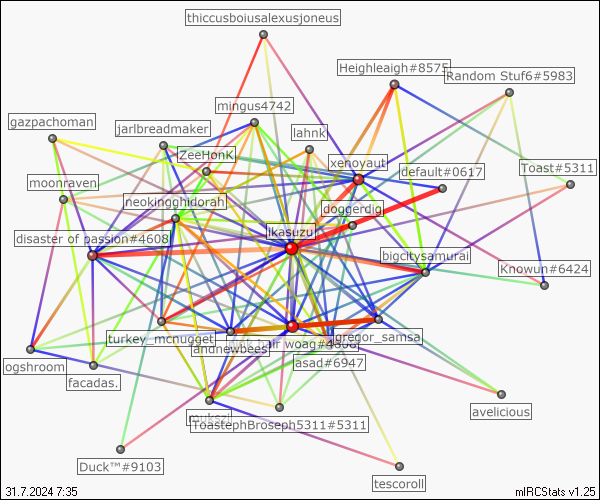 thiccusboiusalexusjoneus
Heighleaigh#8575
Random Stuf6#5983
mingus4742
gazpachoman
jarlbreadmaker
lahnk
ZeeHonk
xenoyaut
default#0617
Toast#5311
moonraven
neokingghidorah
doggerdig
Ikasuzu
disaster of passion#4608
bigcitysamurai
Knowun#6424
turkey_mcnugget
andnewbees
gregor_samsa
asad#6947
ogshroom
facadas.
mukszi
ToastephBroseph5311#5311
avelicious
Duck™#9103
tescoroll
31.7.2024 7:35
mIRCStats v1.25